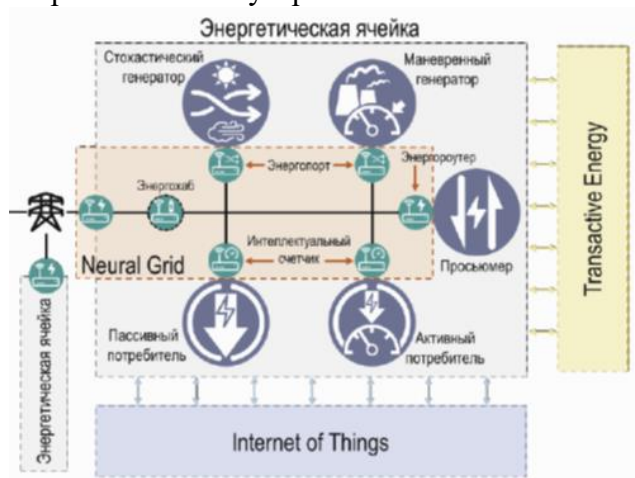 Энергетическая ячейка
Стохастический
генератор
Маневренный
генератор
Энергопорт
Энергороутер
Энергохаб
Интеллектуальный
счетчик
Neural Grid
Просьюмер
Пассивный
потребитель
Активный
потребитель
Энергетическая ячейка
Transactive Energy
Internet of Things